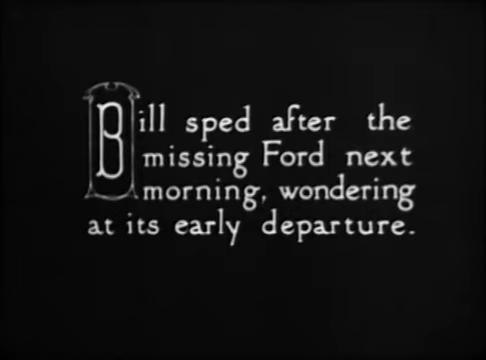 Bill sped after the
missing Ford next
morning, wondering
at its early departure.